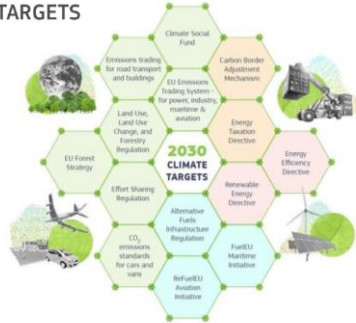 TARGETS
Climate Social
Fund
Emissions trading
for road transport
and buildings
Carbon Border
Adjustment
Mechanism
EU Emissions
Trading System -
for power, industry,
maritime &
aviation
Land Use,
Land Use
Change, and
Forestry
Regulation
Energy
Taxation
Directive
EU Forest
Strategy
2030
CLIMATE
TARGETS
Energy
Efficiency
Directive
Effort Sharing
Regulation
Renewable
Energy
Directive
Alternative
Fuels
Infrastructure
Regulation
CO2
emissions
standards
for cars and
vans
FuelEU
Maritime
Initiative
ReFuelEU
Aviation
Initiative